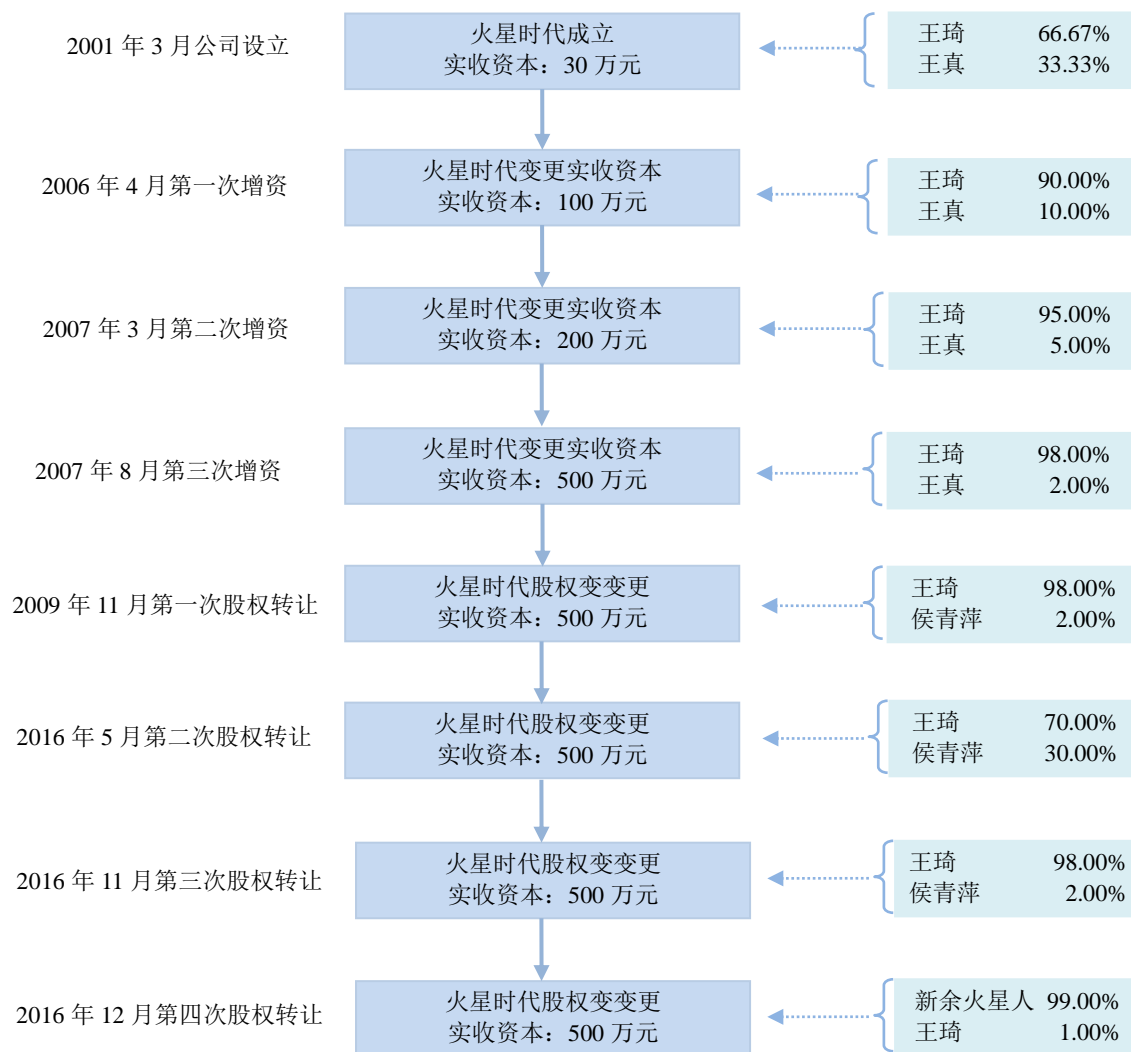 2001 年 3 月公司设立
火星时代成立
实收资本：30 万元
王琦 66.67%
王真 33.33%
2006 年 4 月第一次增资
火星时代变更实收资本
实收资本：100 万元
王琦 90.00%
王真 10.00%
2007 年 3 月第二次增资
火星时代变更实收资本
实收资本：200 万元
王琦 95.00%
王真 5.00%
2007 年 8 月第三次增资
火星时代变更实收资本
实收资本：500 万元
王琦 98.00%
王真 2.00%
2009 年 11 月第一次股权转让
火星时代股权变变更
实收资本：500 万元
王琦 98.00%
侯青萍 2.00%
2016 年 5 月第二次股权转让
火星时代股权变变更
实收资本：500 万元
王琦 70.00%
侯青萍 30.00%
2016 年 11 月第三次股权转让
火星时代股权变变更
实收资本：500 万元
王琦 98.00%
侯青萍 2.00%
2016 年 12 月第四次股权转让
火星时代股权变变更
实收资本：500 万元
新余火星人 99.00%
王琦 1.00%